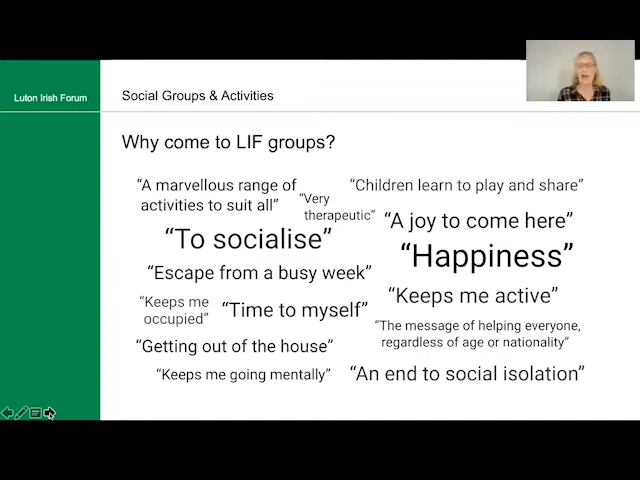 Luton Irish Forum
Social Groups & Activities
Why come to LIF groups?
“A marvellous range of
activities to suit all”
“Very
therapeutic”
“Children learn to play and share”
“A joy to come here”
“To socialise”
“Happiness”
“Escape from a busy week”
“Keeps me
occupied”
“Time to myself”
“Keeps me active”
“The message of helping everyone,
regardless of age or nationality”
“Getting out of the house”
“Keeps me going mentally”
“An end to social isolation”